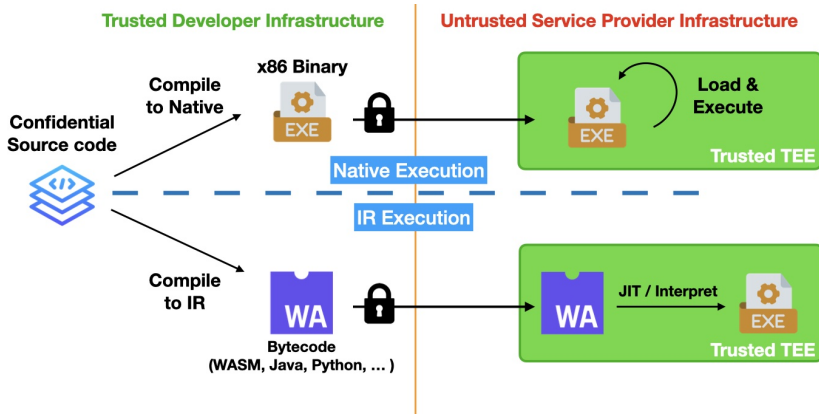 Trusted Developer Infrastructure
Untrusted Service Provider Infrastructure
x86 Binary
Compile
to Native
EXE
EXE
Load &
Execute
Trusted TEE
Confidential
Source code
</>
Native Execution
IR Execution
Compile
to IR
WA
WA
JIT / Interpret
EXE
Trusted TEE
Bytecode
(WASM, Java, Python, ... )